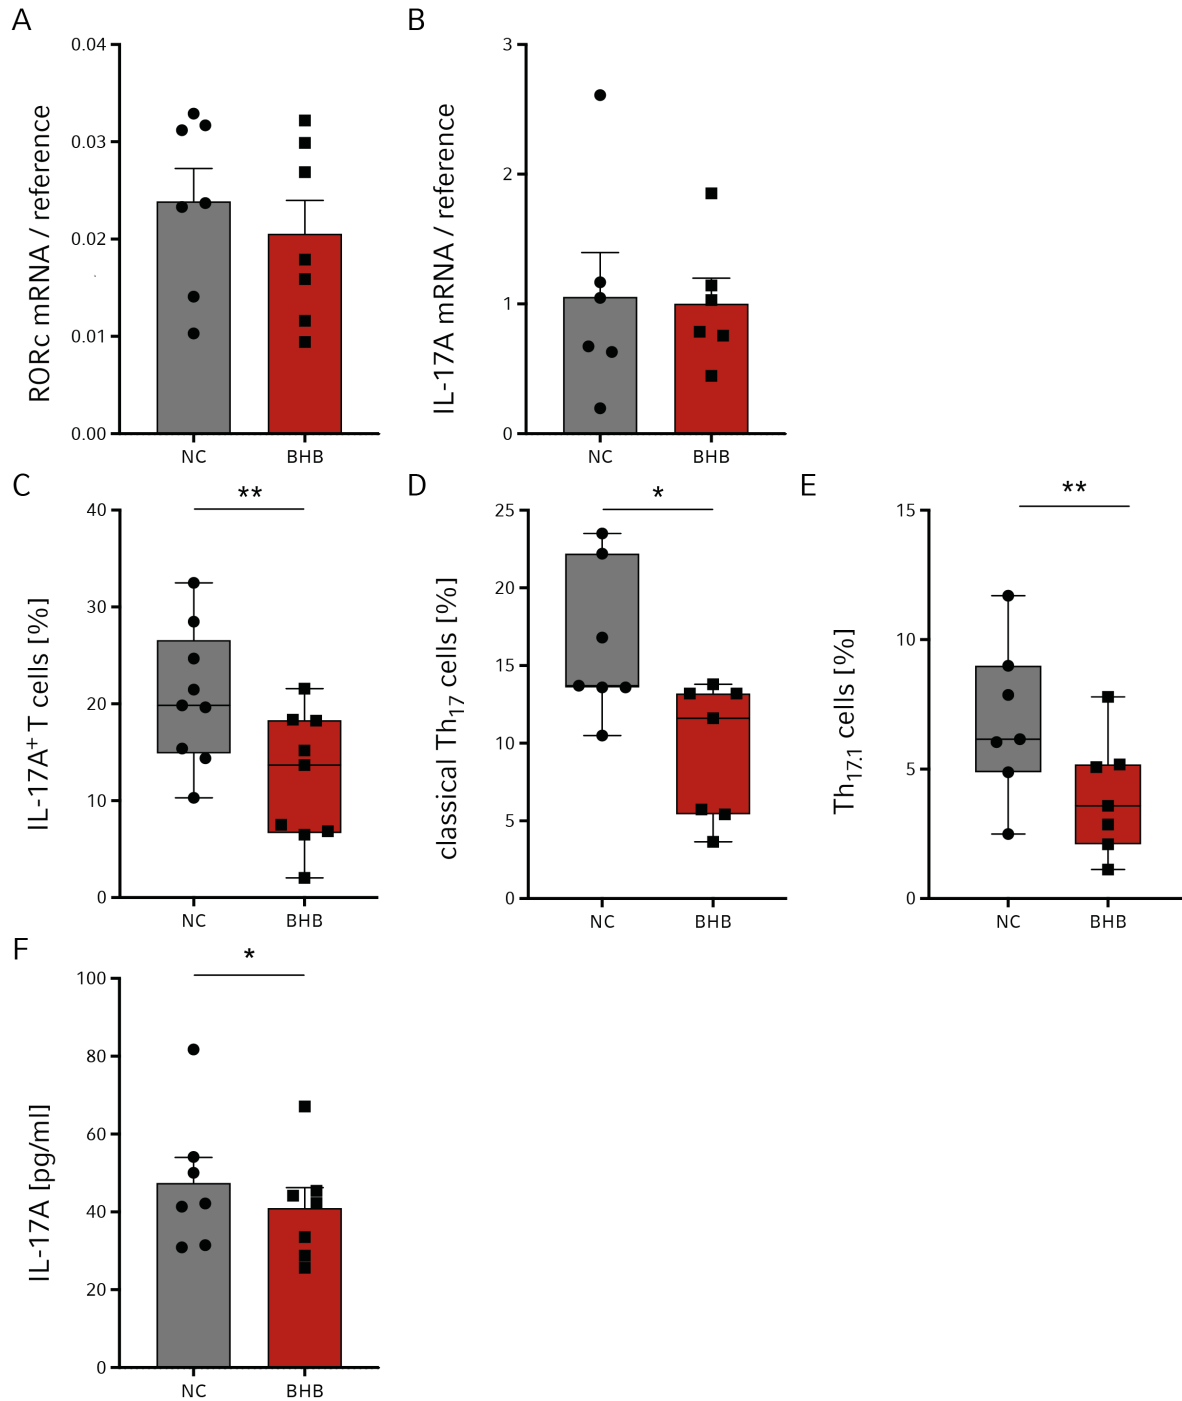 A
RORc mRNA / reference
0.04
0.03
0.02
0.01
0.00
NC
BHB
B
IL-17A mRNA / reference
3
2
1
0
NC
BHB
C
IL-17A+ T cells [%]
**
40
30
20
10
0
NC
BHB
D
classical Th17 cells [%]
*
25
20
15
10
5
0
NC
BHB
E
Th17.1 cells [%]
**
15
10
5
0
NC
BHB
F
IL-17A [pg/ml]
*
100
80
60
40
20
0
NC
BHB